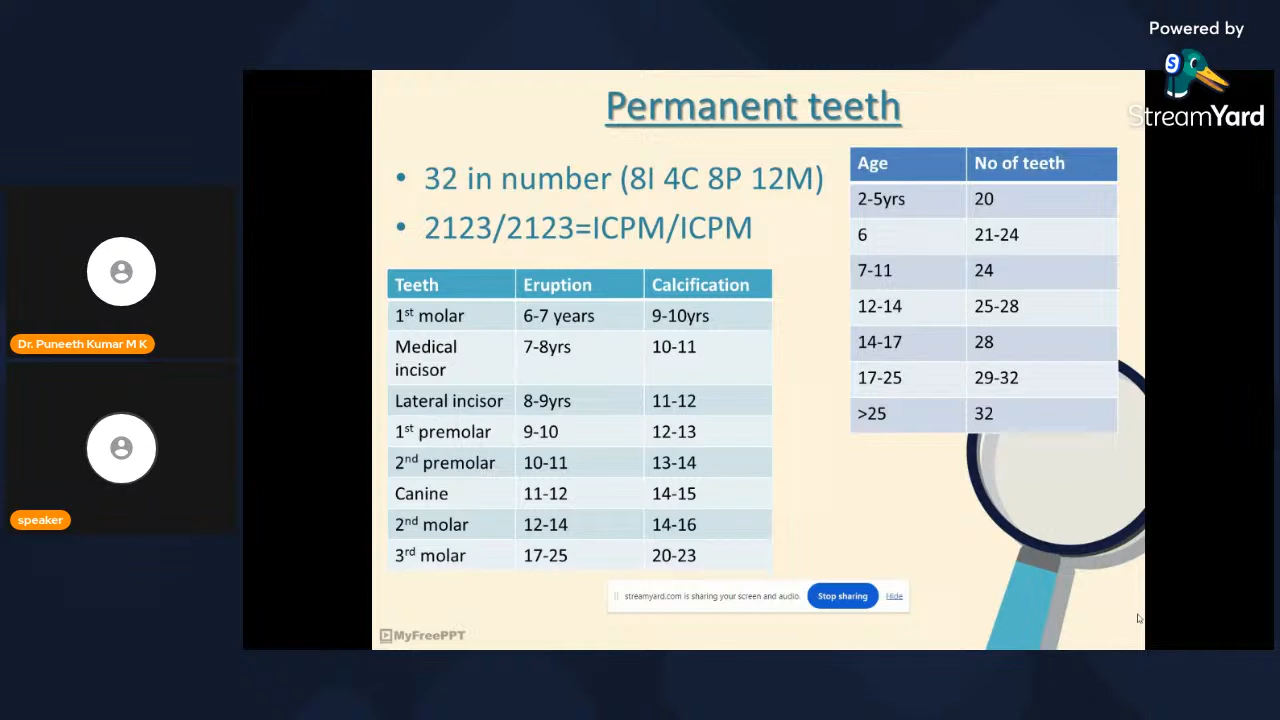 Powered by
StreamYard
Permanent teeth
• 32 in number (8I 4C 8P 12M)
• 2123/2123=ICPM/ICPM
Teeth Eruption Calcification
1st molar 6-7 years 9-10yrs
Medical incisor 7-8yrs 10-11
Lateral incisor 8-9yrs 11-12
1st premolar 9-10 12-13
2nd premolar 10-11 13-14
Canine 11-12 14-15
2nd molar 12-14 14-16
3rd molar 17-25 20-23
Age No of teeth
2-5yrs 20
6 21-24
7-11 24
12-14 25-28
14-17 28
17-25 29-32
>25 32
Dr. Puneeth Kumar M K
speaker
streamyard.com is sharing your screen and audio. Stop sharing Hide
MyFreePPT